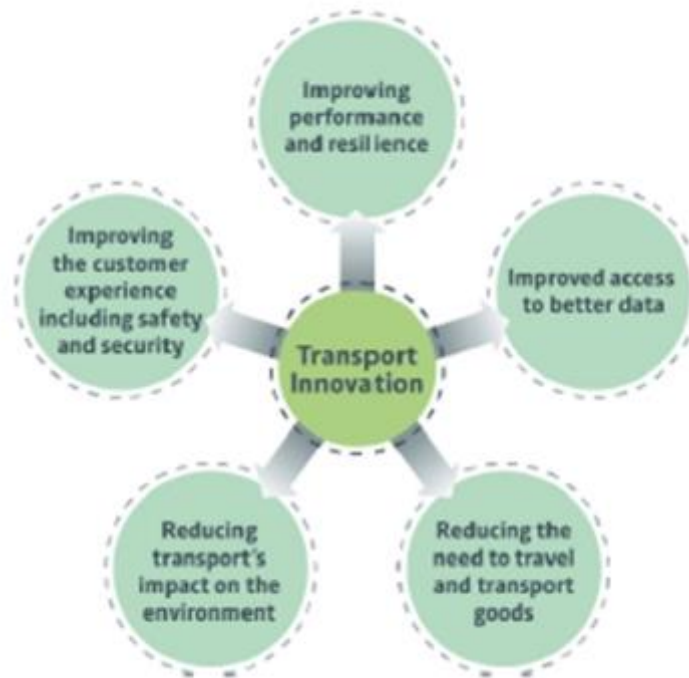 Improving
performance
and resilience
Improving
the customer
experience
including safety
and security
Improved access
to better data
Transport
Innovation
Reducing
transport's
impact on the
environment
Reducing the
need to travel
and transport
goods